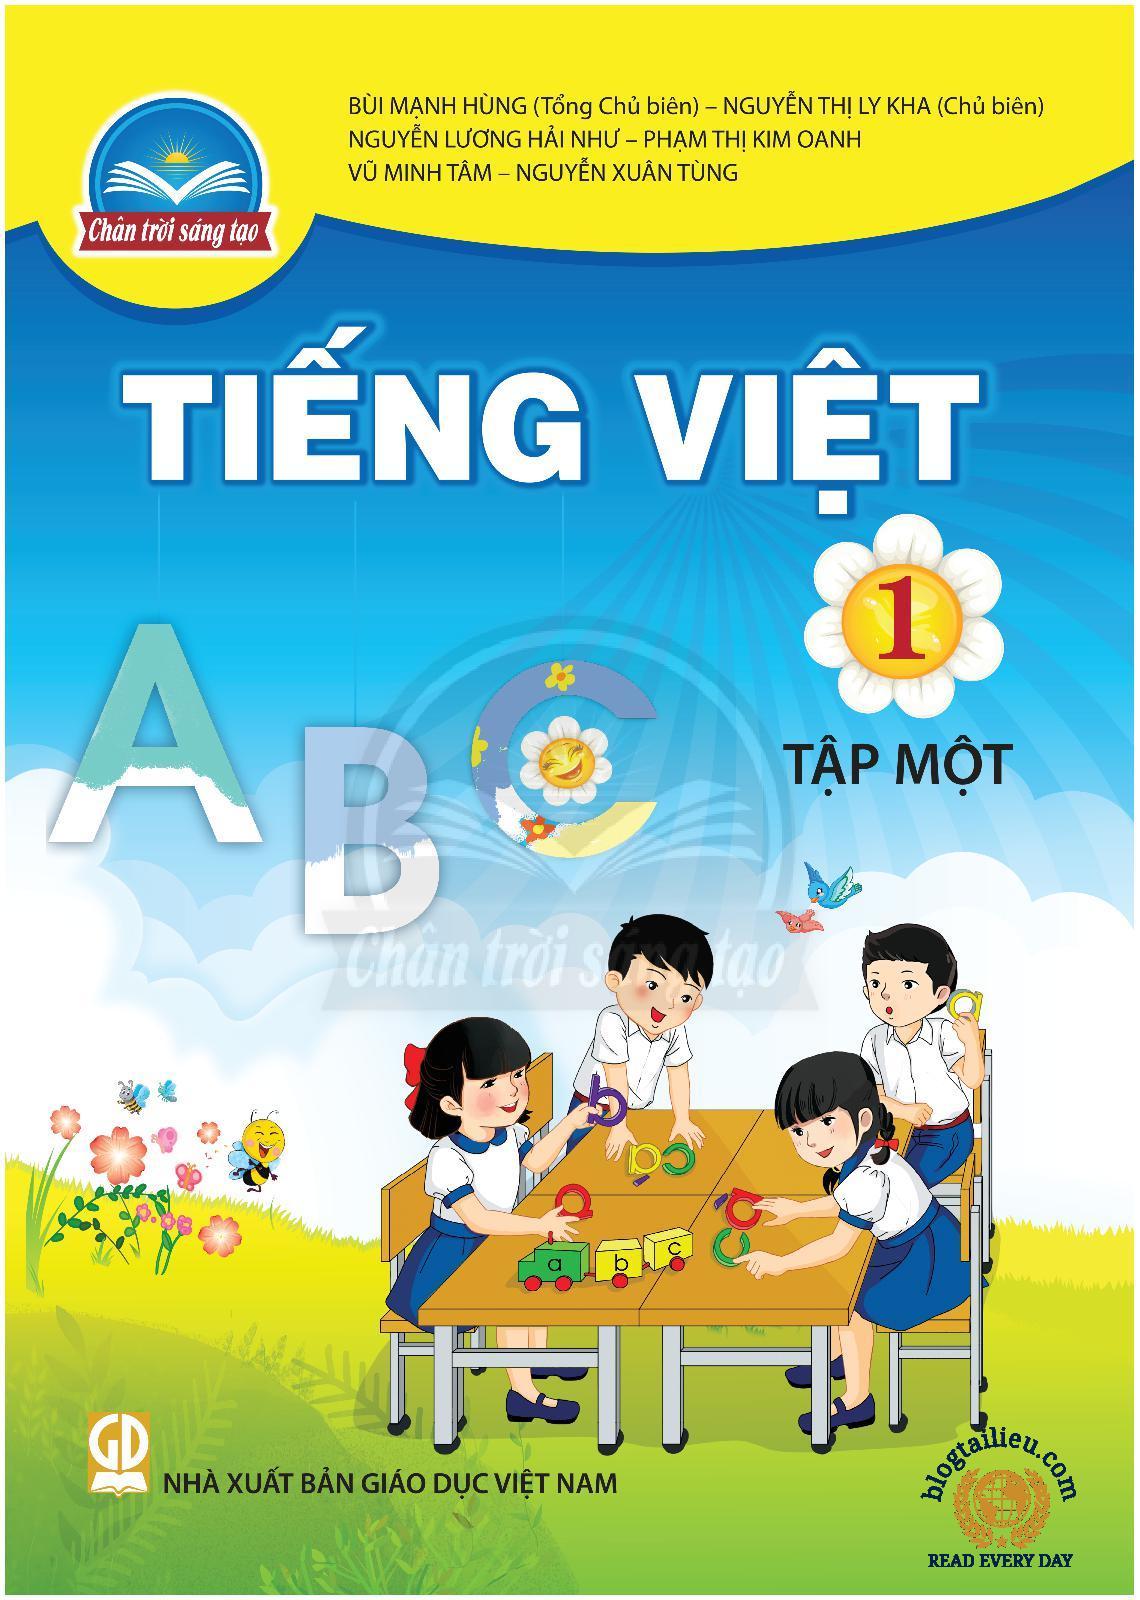 BÙI MẠNH HÙNG (Tổng Chủ biên) – NGUYỄN THỊ LY KHA (Chủ biên)
NGUYỄN LƯƠNG HẢI NHƯ – PHẠM THỊ KIM OANH
VŨ MINH TÂM – NGUYỄN XUÂN TÙNG
Chân trời sáng tạo
TIẾNG VIỆT
1
TẬP MỘT
A B C
Chân trời sáng tạo
a
b
a c
a
a
c
a b c
GD
NHÀ XUẤT BẢN GIÁO DỤC VIỆT NAM
blogtailieu.com
READ EVERY DAY